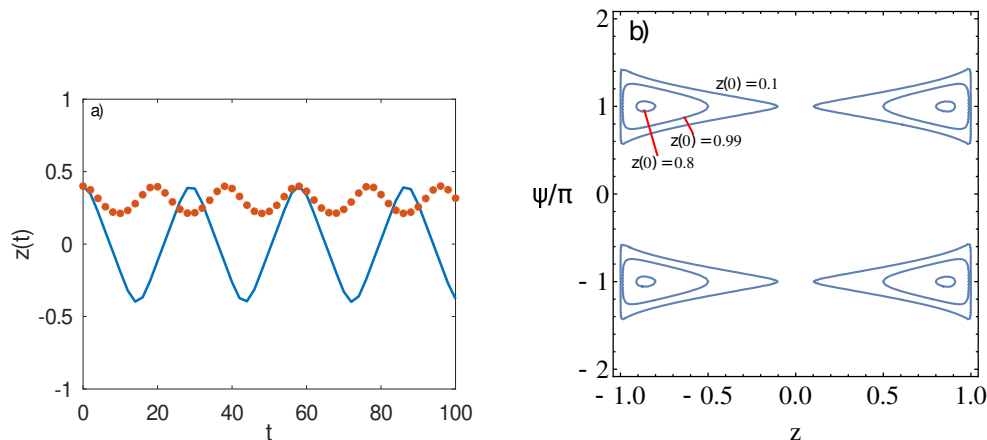 a)
1
0.5
0
-0.5
-1
z(t)
0 20 40 60 80 100
t
b)
2
1
0
- 1
- 2
ψ/π
z(0) = 0.1
z(0) = 0.99
z(0) = 0.8
- 1.0 - 0.5 0.0 0.5 1.0
z